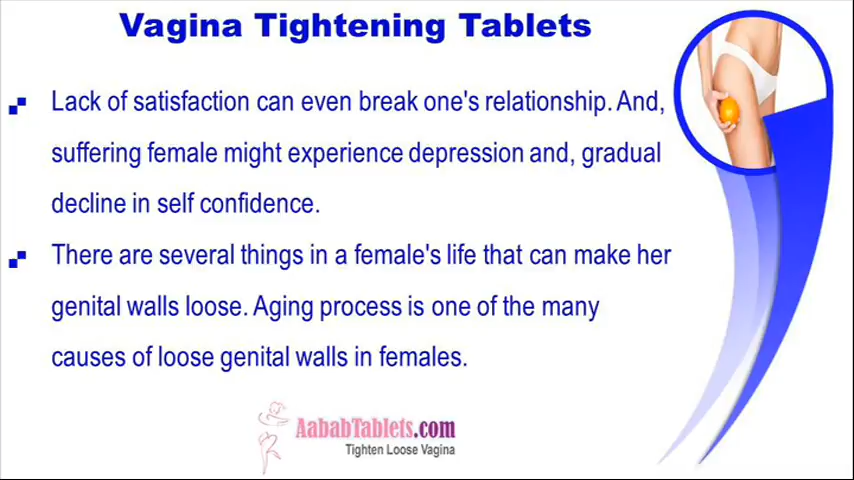 Vagina Tightening Tablets
Lack of satisfaction can even break one's relationship. And,
suffering female might experience depression and, gradual
decline in self confidence.
There are several things in a female's life that can make her
genital walls loose. Aging process is one of the many
causes of loose genital walls in females.
AababTablets.com
Tighten Loose Vagina